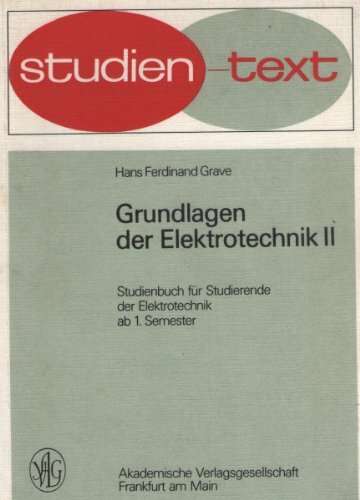 studien-text
Hans Ferdinand Grave
Grundlagen
der Elektrotechnik II
Studienbuch für Studierende
der Elektrotechnik
ab 1. Semester
Akademische Verlagsgesellschaft
Frankfurt am Main